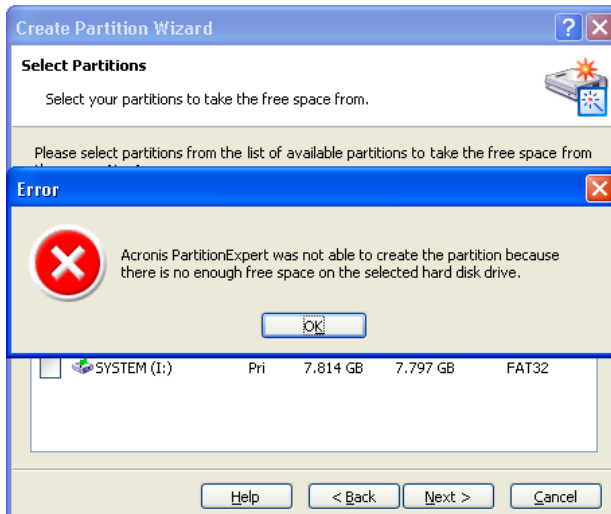 Create Partition Wizard
Select Partitions
Select your partitions to take the free space from.
Please select partitions from the list of available partitions to take the free space from
Error
Acronis PartitionExpert was not able to create the partition because
there is no enough free space on the selected hard disk drive.
OK
SYSTEM (I:) Pri 7.814 GB 7.797 GB FAT32
Help < Back Next > Cancel